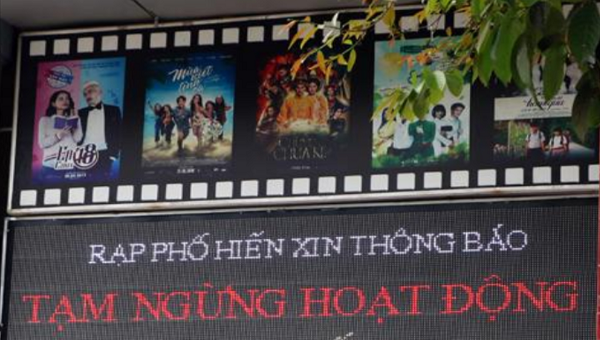 RẠP PHỐ HIẾN XIN THÔNG BÁO
TẠM NGỪNG HOẠT ĐỘNG